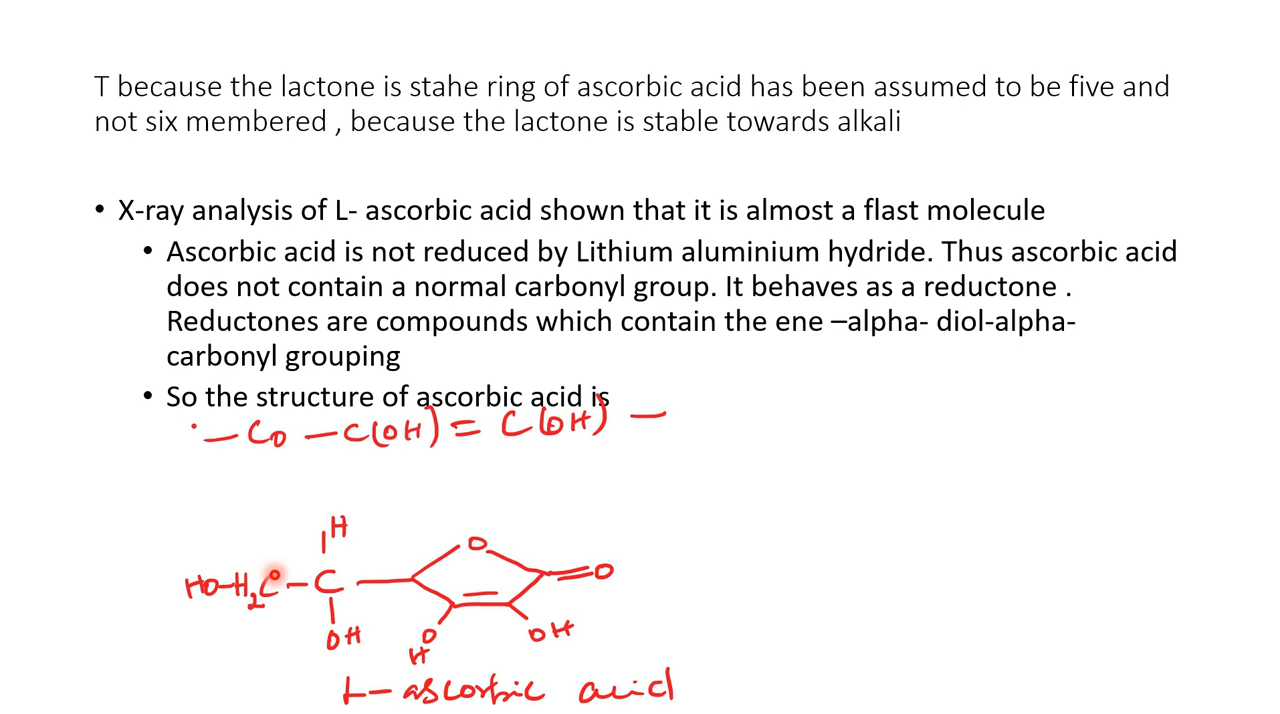 T because the lactone is stahe ring of ascorbic acid has been assumed to be five and
not six membered , because the lactone is stable towards alkali
• X-ray analysis of L- ascorbic acid shown that it is almost a flast molecule
• Ascorbic acid is not reduced by Lithium aluminium hydride. Thus ascorbic acid
does not contain a normal carbonyl group. It behaves as a reductone .
Reductones are compounds which contain the ene –alpha- diol-alpha-
carbonyl grouping
• So the structure of ascorbic acid is
— CO — C(OH) = C(OH) —
H
O
HO-H₂C – C
O
OH
O
H
OH
L- ascorbic acid